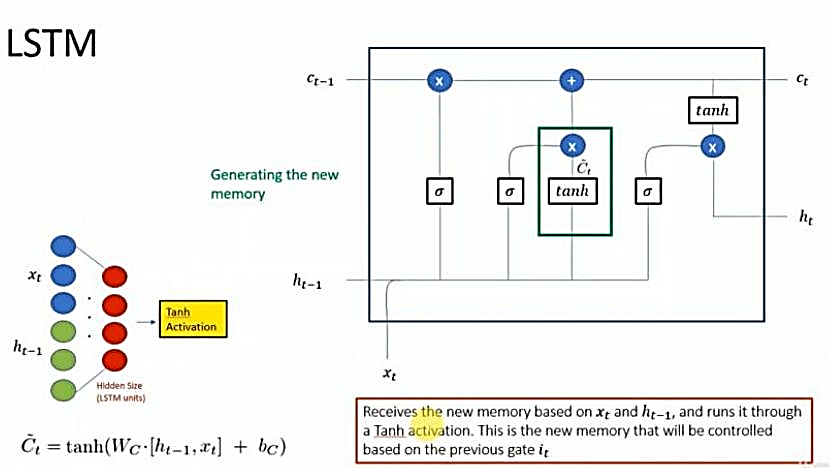 LSTM
c_{t-1}
x
+
c_t
tanh
x
x
C̃_t
Generating the new
memory
σ
σ
tanh
σ
h_t
x_t
h_{t-1}
h_{t-1}
Tanh
Activation
Hidden Size
(LSTM units)
x_t
C̃_t = tanh(W_C·[h_{t-1}, x_t] + b_C)
Receives the new memory based on x_t and h_{t-1}, and runs it through
a Tanh activation. This is the new memory that will be controlled
based on the previous gate i_t